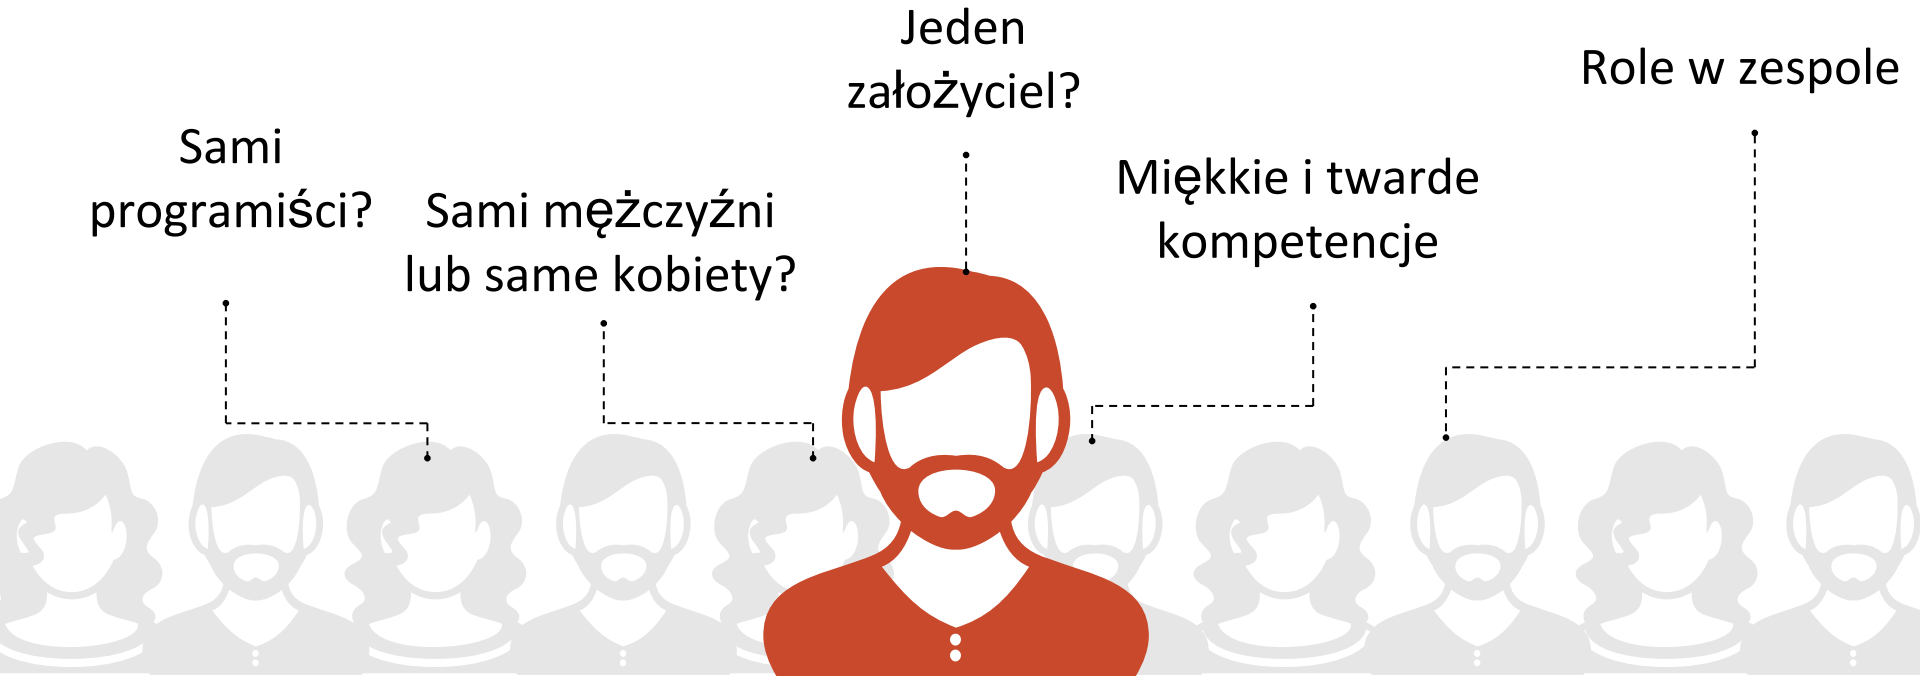 Sami
programiści?
Sami mężczyźni
lub same kobiety?
Jeden
założyciel?
Miękkie i twarde
kompetencje
Role w zespole